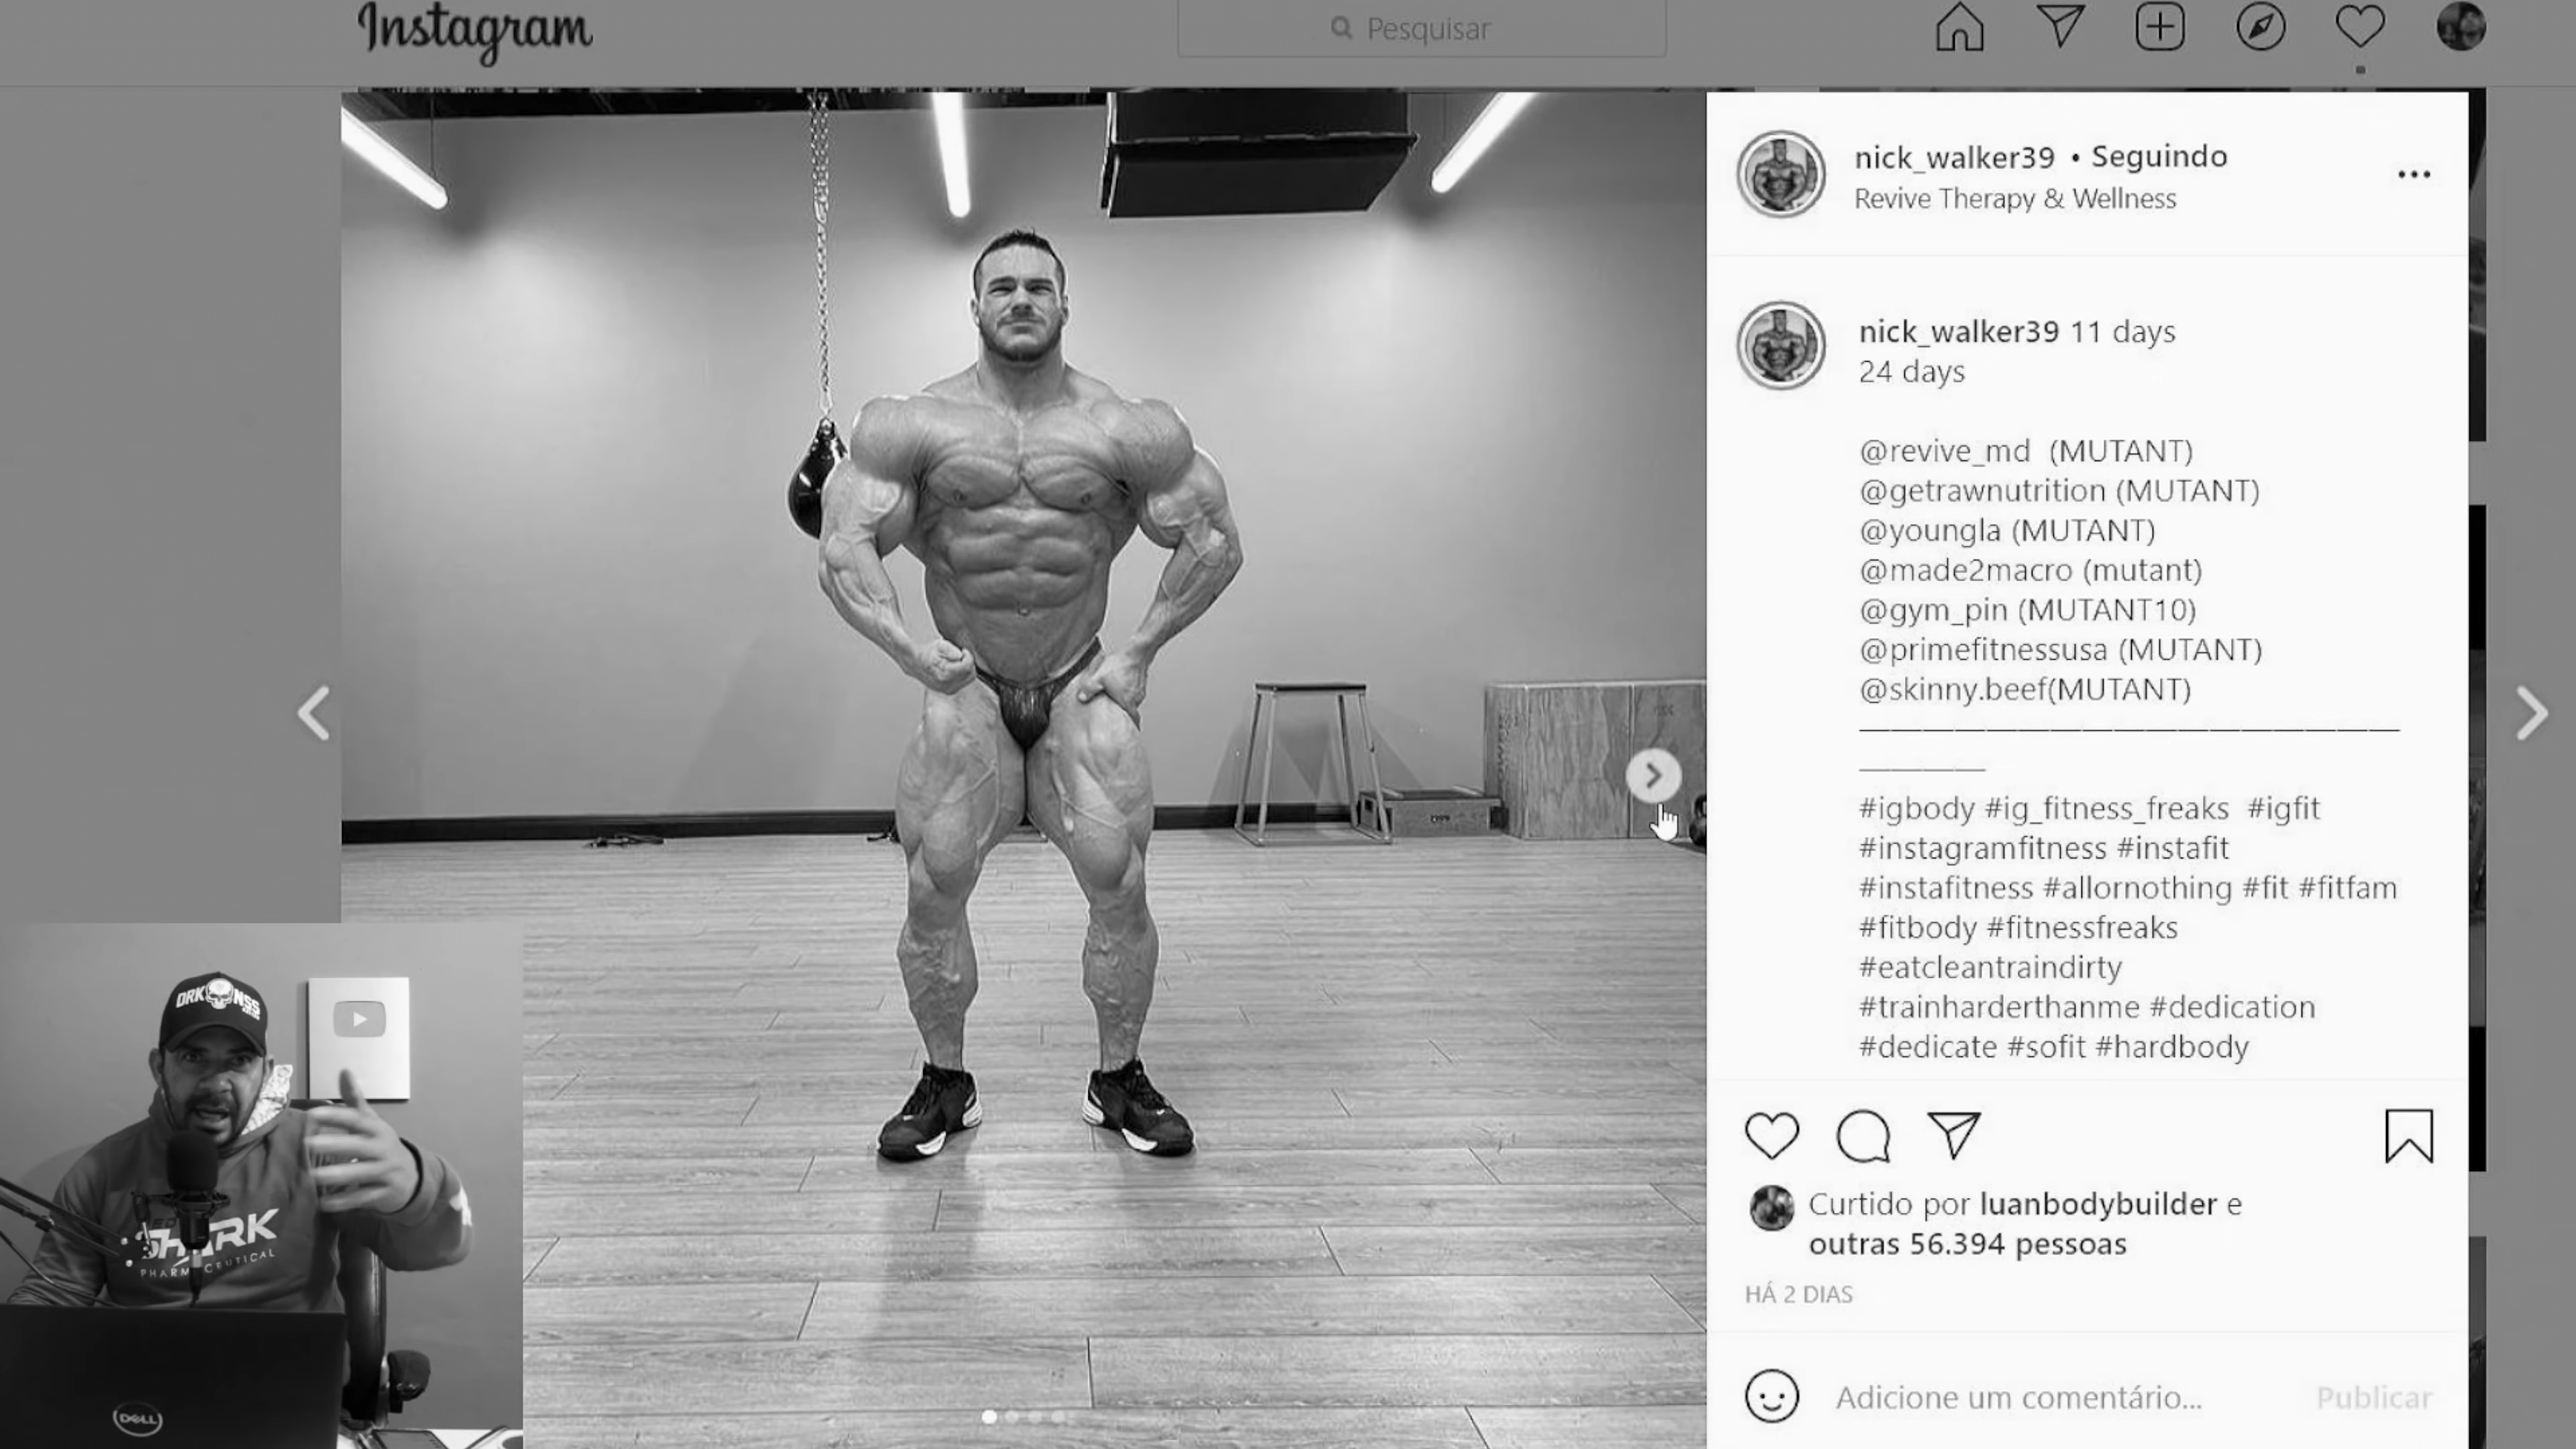 Instagram
Pesquisar
nick_walker39 • Seguindo
Revive Therapy & Wellness
nick_walker39 11 days
24 days
@revive_md (MUTANT)
@getrawnutrition (MUTANT)
@youngla (MUTANT)
@made2macro (mutant)
@gym_pin (MUTANT10)
@primefitnessusa (MUTANT)
@skinny.beef(MUTANT)
#igbody #ig_fitness_freaks #igfit
#instagramfitness #instafit
#instafitness #allornothing #fit #fitfam
#fitbody #fitnessfreaks
#eatcleantraindirty
#trainharderthanme #dedication
#dedicate #sofit #hardbody
Curtido por luanbodybuilder e
outras 56.394 pessoas
HÁ 2 DIAS
Adicione um comentário...
Publicar
DRK NSS
SHARK
PHARM CEUTICAL
DELL